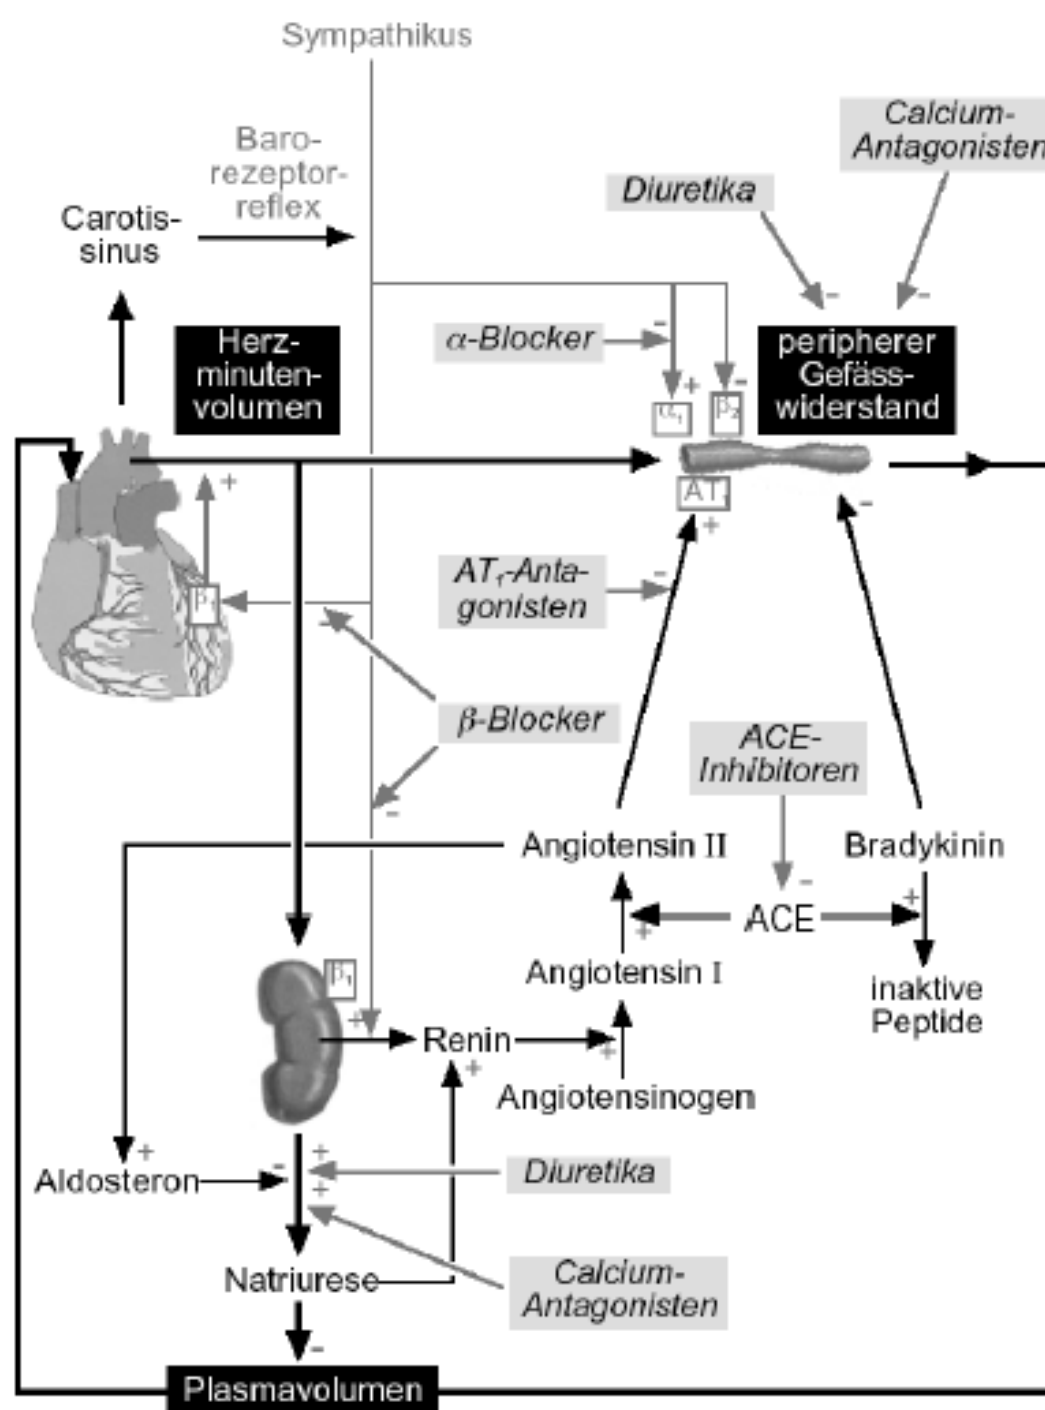 Sympathikus
Baro-
rezeptor-
reflex
Carotis-
sinus
Calcium-
Antagonisten
Diuretika
Herz-
minuten-
volumen
α-Blocker
peripherer
Gefäss-
widerstand
-
-
-
+
-
α₁
β₂
AT₁
+
-
+
β₁
AT₁-Anta-
gonisten
-
-
β-Blocker
-
ACE-
Inhibitoren
-
Angiotensin II
Bradykinin
ACE
+
+
Angiotensin I
inaktive
Peptide
β₁
+
Renin
+
+
Angiotensinogen
Aldosteron
+
-
+
+
Diuretika
Natriurese
Calcium-
Antagonisten
-
Plasmavolumen